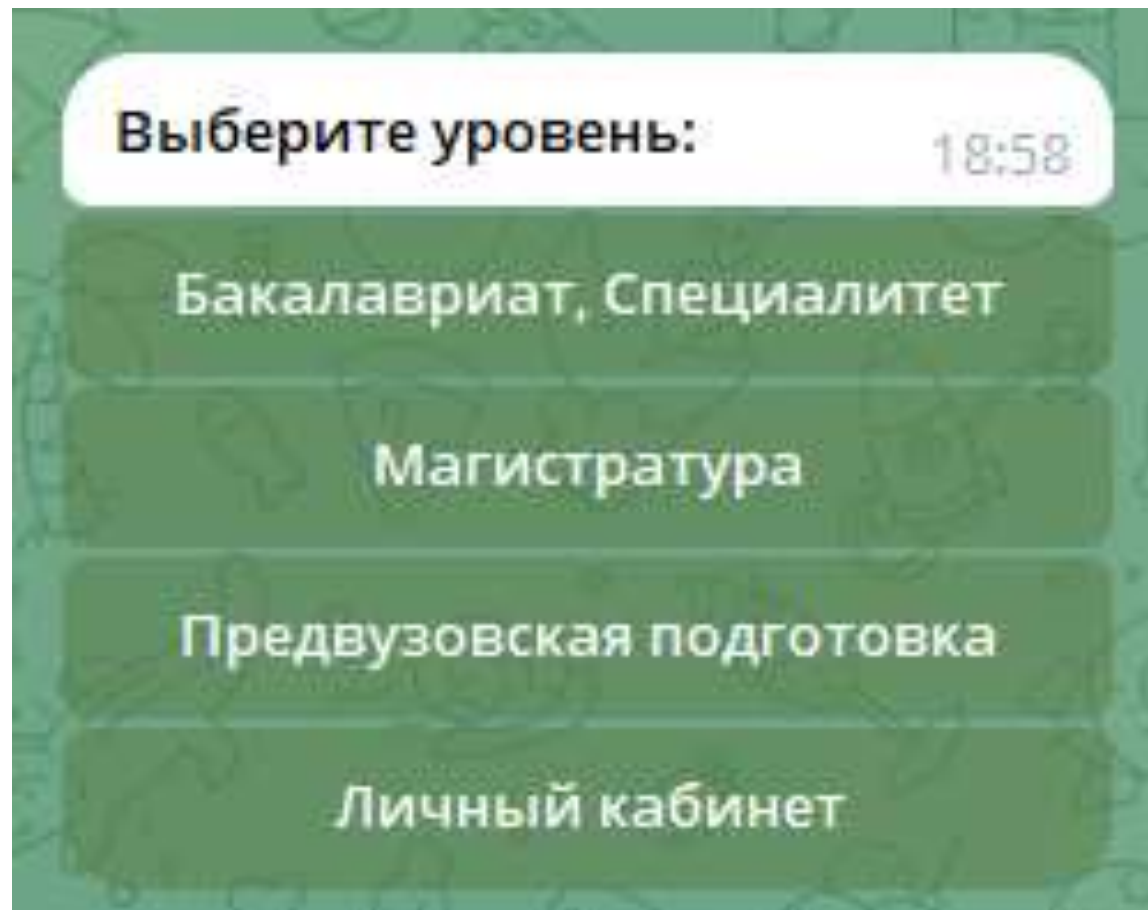 Выберите уровень:
18:58
Бакалавриат, Специалитет
Магистратура
Предвузовская подготовка
Личный кабинет